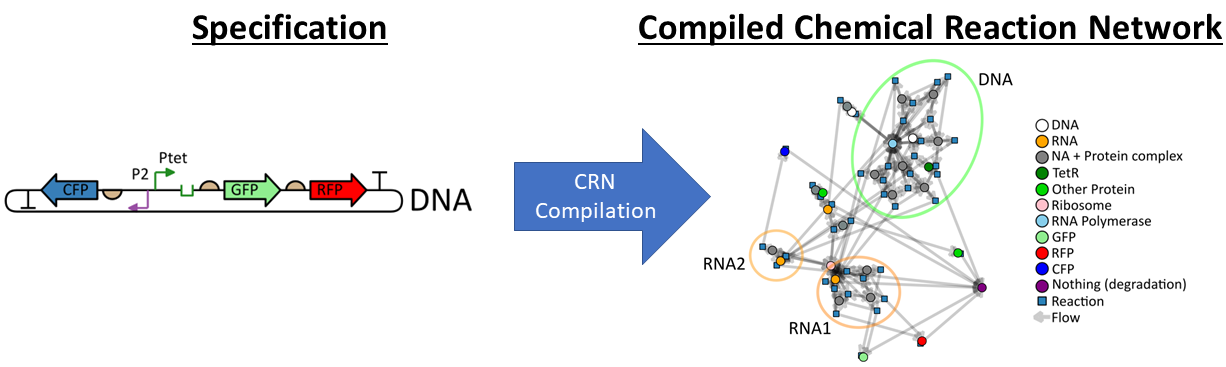 Specification
Compiled Chemical Reaction Network
Ptet
P2
CFP
GFP
RFP
DNA
CRN
Compilation
DNA
RNA2
RNA1
DNA
RNA
NA + Protein complex
TetR
Other Protein
Ribosome
RNA Polymerase
GFP
RFP
CFP
Nothing (degradation)
Reaction
Flow